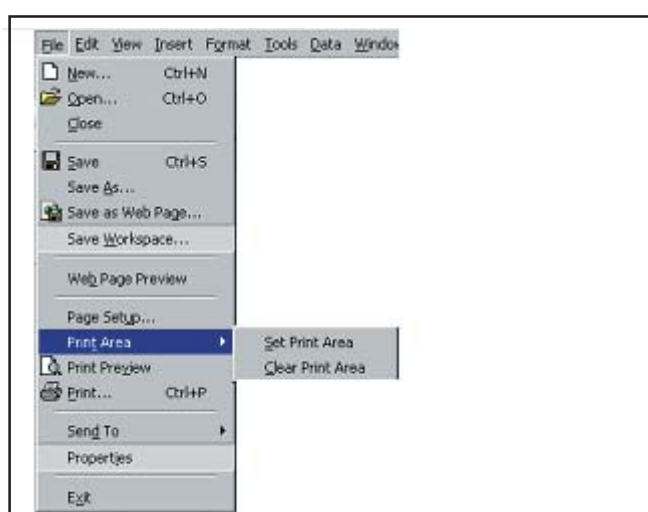 File Edit View Insert Format Tools Data
New... Ctrl+N
Open... Ctrl+O
Close
Save Ctrl+S
Save As...
Save as Web Page...
Save Workspace...
Web Page Preview
Page Setup...
Print Area
Set Print Area
Print Preview
Clear Print Area
Print... Ctrl+P
Send To
Properties
Exit